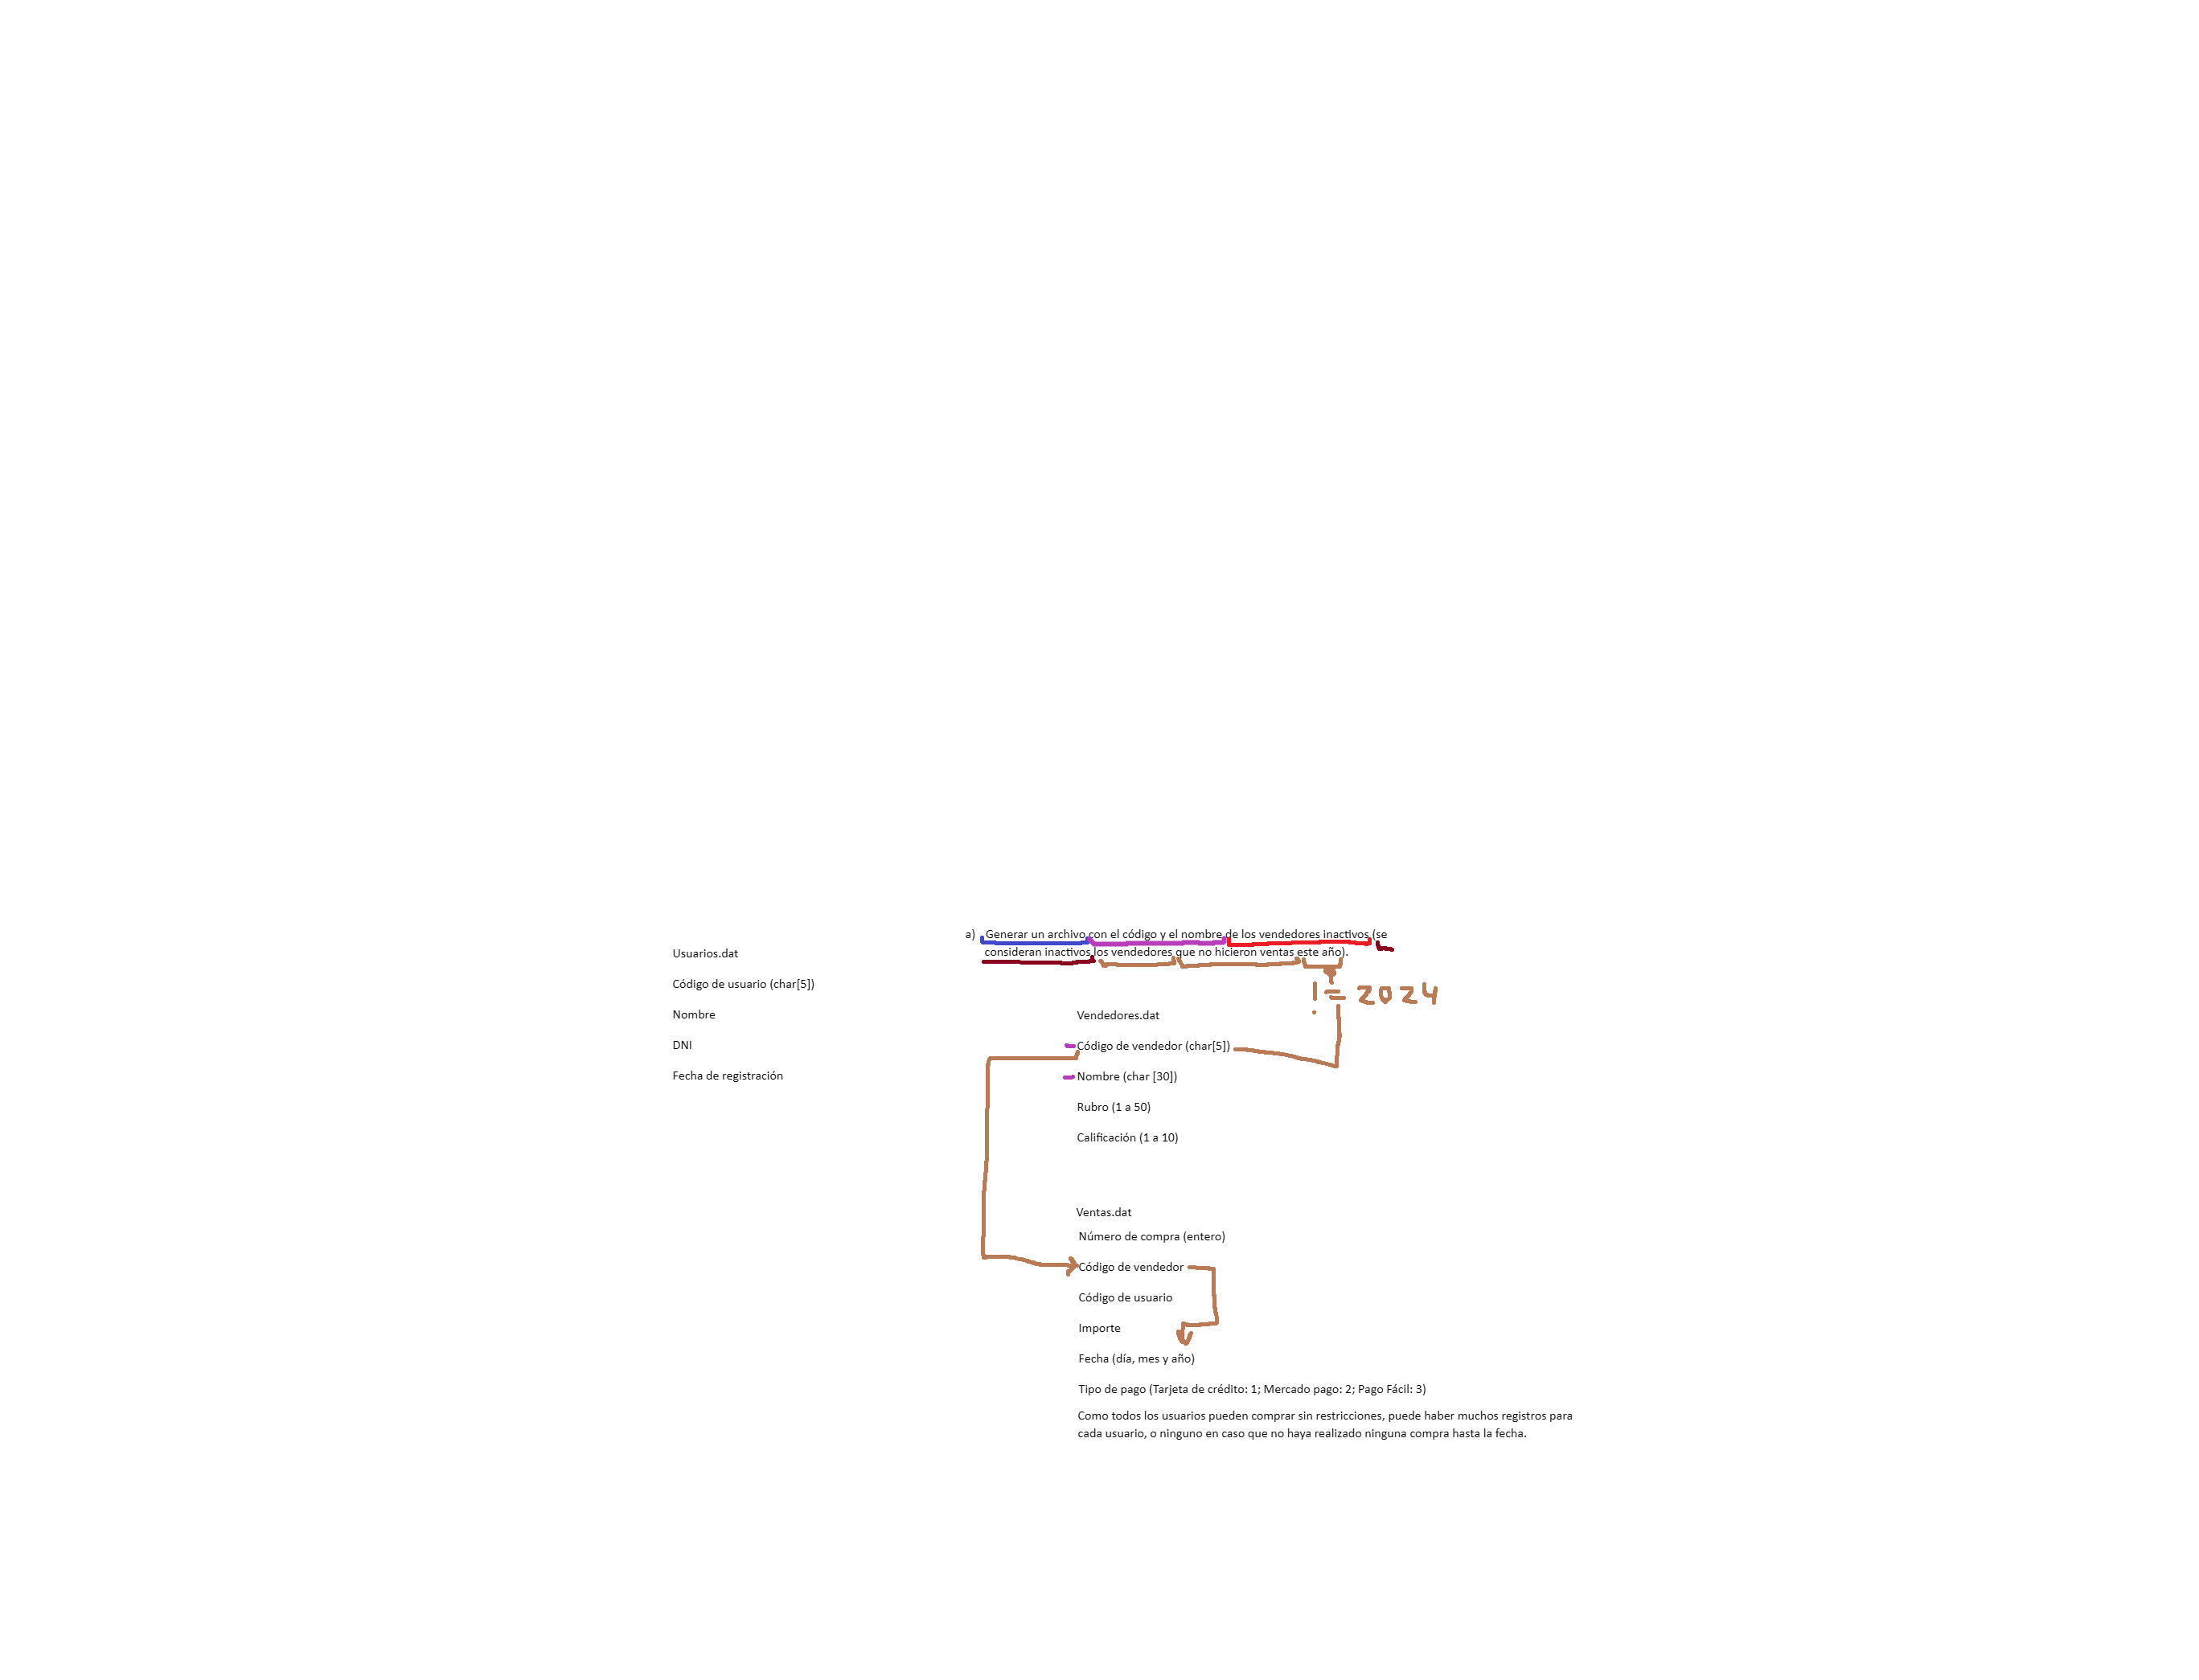 a) Generar un archivo con el código y el nombre de los vendedores inactivos (se
consideran inactivos los vendedores que no hicieron ventas este año).
!= 2024
Usuarios.dat
Código de usuario (char[5])
Nombre
DNI
Fecha de registración
Vendedores.dat
Código de vendedor (char[5])
Nombre (char [30])
Rubro (1 a 50)
Calificación (1 a 10)
Ventas.dat
Número de compra (entero)
Código de vendedor
Código de usuario
Importe
Fecha (día, mes y año)
Tipo de pago (Tarjeta de crédito: 1; Mercado pago: 2; Pago Fácil: 3)
Como todos los usuarios pueden comprar sin restricciones, puede haber muchos registros para
cada usuario, o ninguno en caso que no haya realizado ninguna compra hasta la fecha.